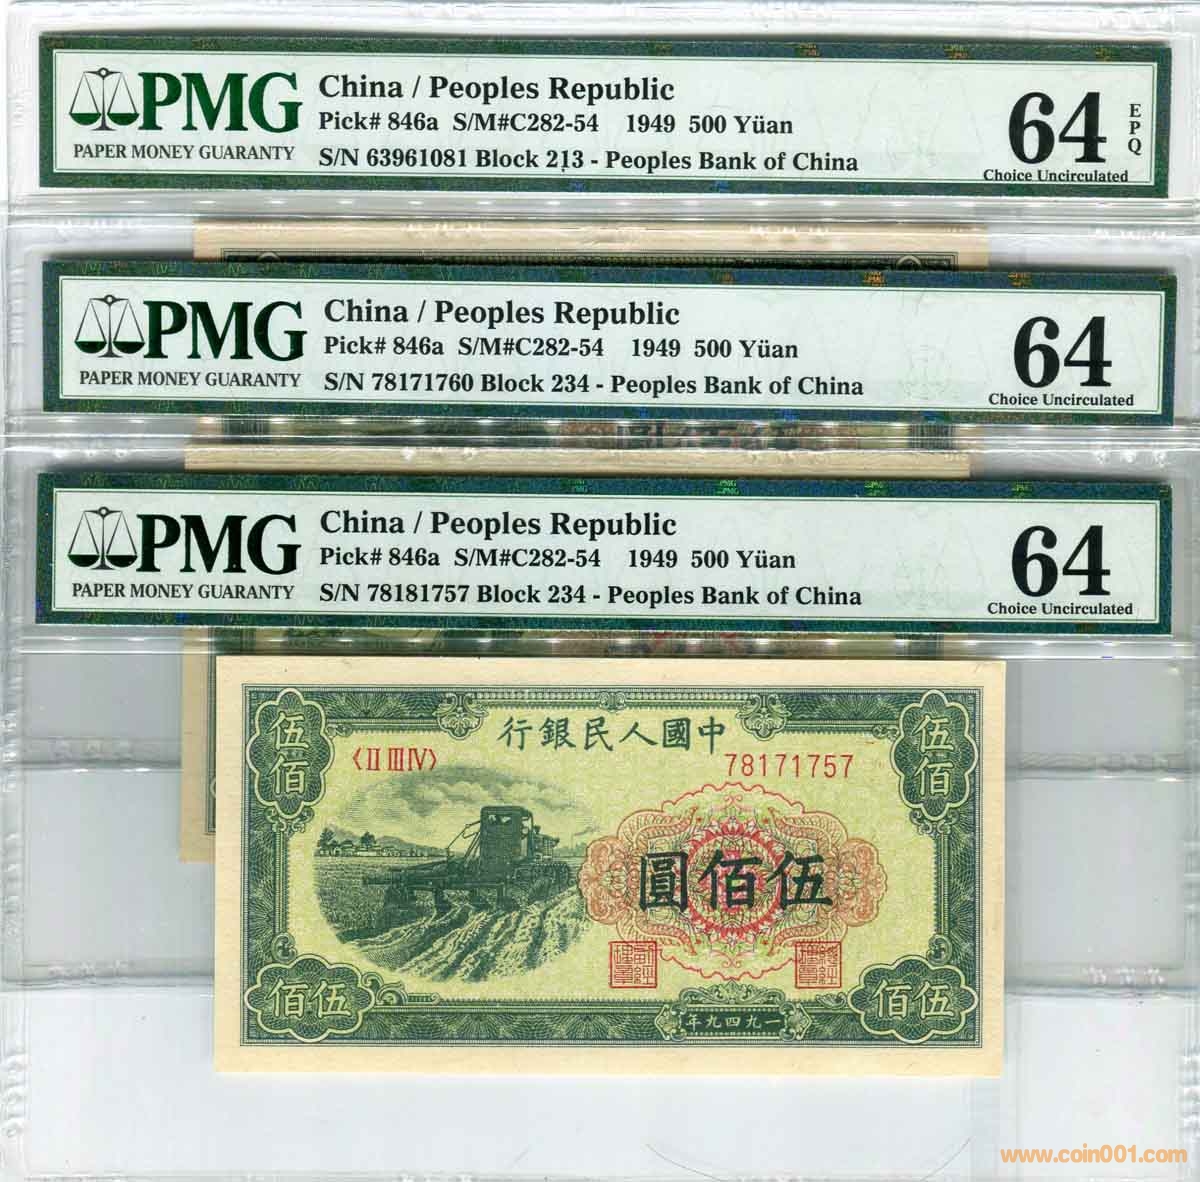 PMG
PAPER MONEY GUARANTY
China / Peoples Republic
Pick# 846a S/M#C282-54 1949 500 Yüan
S/N 63961081 Block 213 - Peoples Bank of China
64
EPQ
Choice Uncirculated
PMG
PAPER MONEY GUARANTY
China / Peoples Republic
Pick# 846a S/M#C282-54 1949 500 Yüan
S/N 78171760 Block 234 - Peoples Bank of China
64
Choice Uncirculated
PMG
PAPER MONEY GUARANTY
China / Peoples Republic
Pick# 846a S/M#C282-54 1949 500 Yüan
S/N 78181757 Block 234 - Peoples Bank of China
64
Choice Uncirculated
伍佰
中國人民銀行
伍佰
〈II III IV〉
78171757
伍佰圓
伍佰
一九四九年
伍佰
www.coin001.com